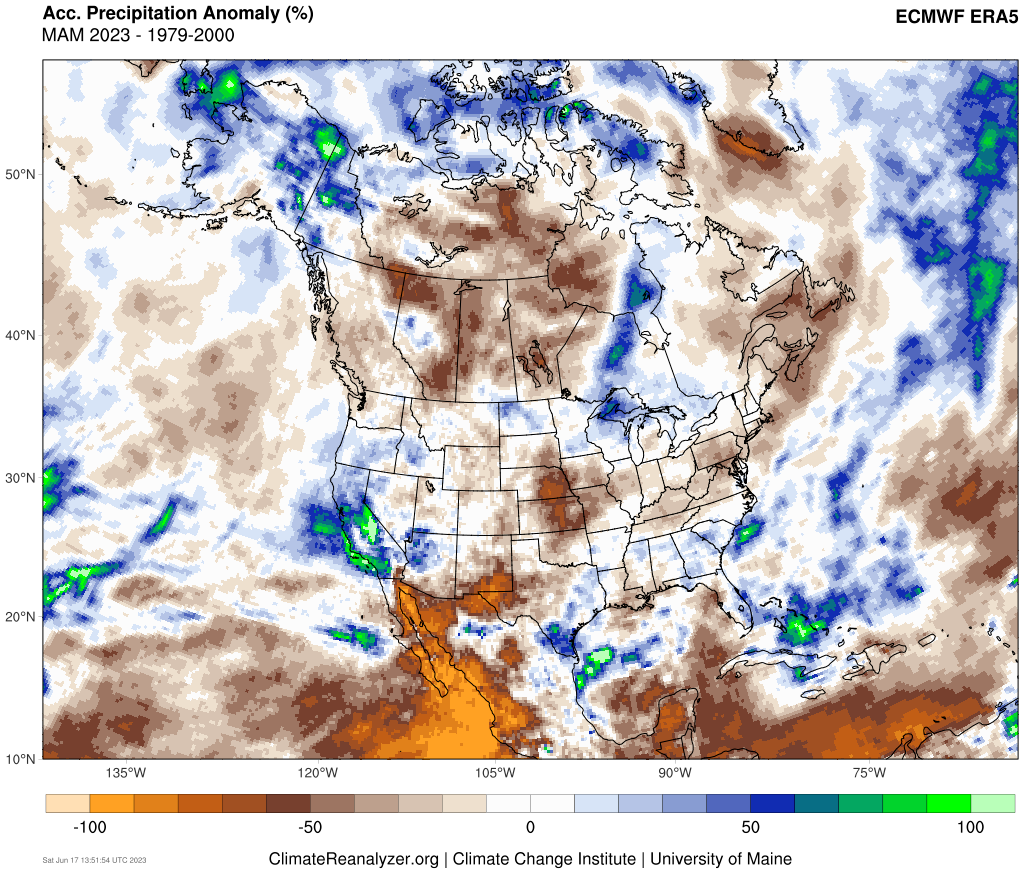 Acc. Precipitation Anomaly (%)
ECMWF ERA5
MAM 2023 - 1979-2000
50°N
40°N
30°N
20°N
10°N
135°W 120°W 105°W 90°W 75°W
-100 -50 0 50 100
Sat Jun 17 13:51:54 UTC 2023
ClimateReanalyzer.org | Climate Change Institute | University of Maine